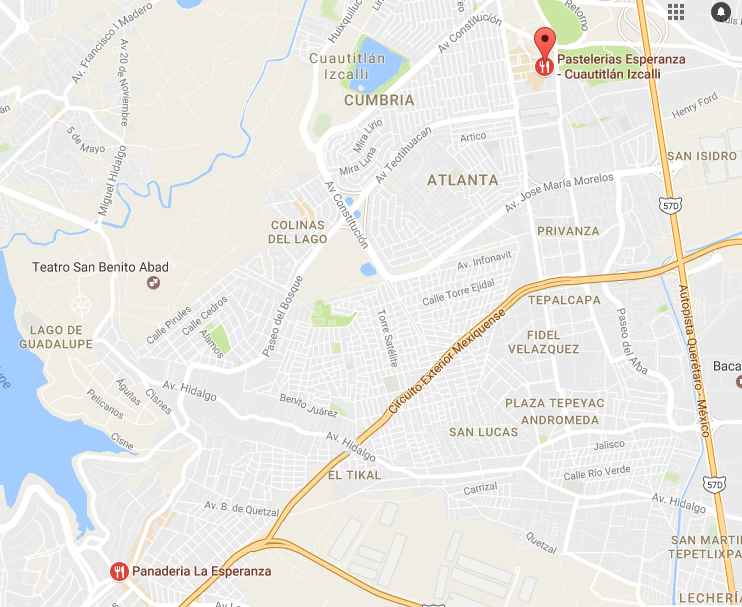 Retorno
Av. Francisco I Madero
Huixquiluc
Av Constitución
Pastelerias Esperanza
- Cuautitlán Izcalli
Cuautitlán
Izcalli
Av 20 de Noviembre
CUMBRIA
Henry Ford
5 de Mayo
Mira Lirio
Av Teotihuacan
Artico
Mira Luna
SAN ISIDRO
Miguel Hidalgo
ATLANTA
Av. Jose María Morelos
Av Constitución
57D
COLINAS
DEL LAGO
PRIVANZA
Teatro San Benito Abad
Av. Infonavit
Calle Torre Ejidal
TEPALCAPA
Calle Pirules
Calle Cedros
Paseo del Bosque
Torre Satélite
Circuito Exterior Mexiquense
Paseo del Alba
Autopista Querétaro - México
LAGO DE
GUADALUPE
Alamos
FIDEL
VELAZQUEZ
Baca
Av. Hidalgo
Águilas
Pelicanos
Cisnes
Benito Juárez
PLAZA TEPEYAC
ANDROMEDA
Cisne
Av. Hidalgo
SAN LUCAS
Jalisco
EL TIKAL
Calle Rio Verde
Carrizal
57D
Av. Hidalgo
Av. B. de Quetzal
Quetzal
SAN MARTI
TEPETLIXPA
Panaderia La Esperanza
LECHERÍA
Av. Lo